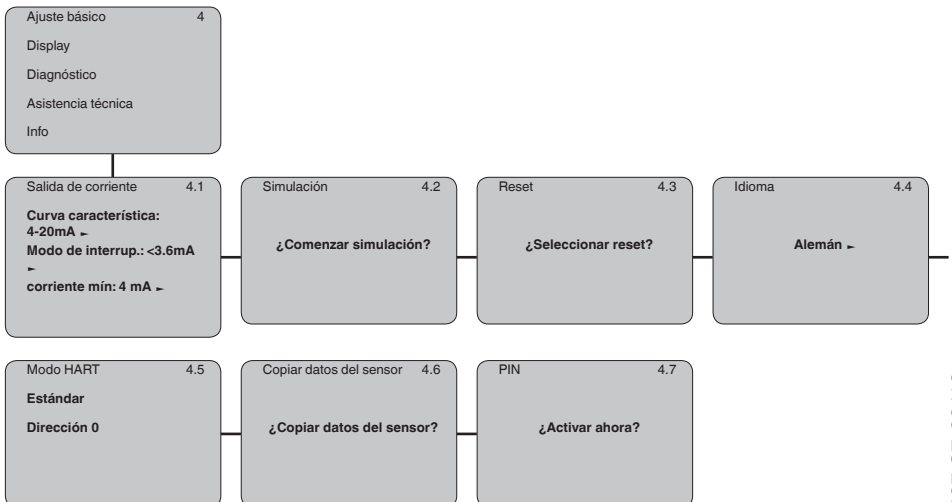 Ajuste básico 4
Display
Diagnóstico
Asistencia técnica
Info
Salida de corriente 4.1
Curva característica:
4-20mA ►
Modo de interrup.: <3.6mA
►
corriente mín: 4 mA ►
Simulación 4.2
¿Comenzar simulación?
Reset 4.3
¿Seleccionar reset?
Idioma 4.4
Alemán ►
Modo HART 4.5
Estándar
Dirección 0
Copiar datos del sensor 4.6
¿Copiar datos del sensor?
PIN 4.7
¿Activar ahora?